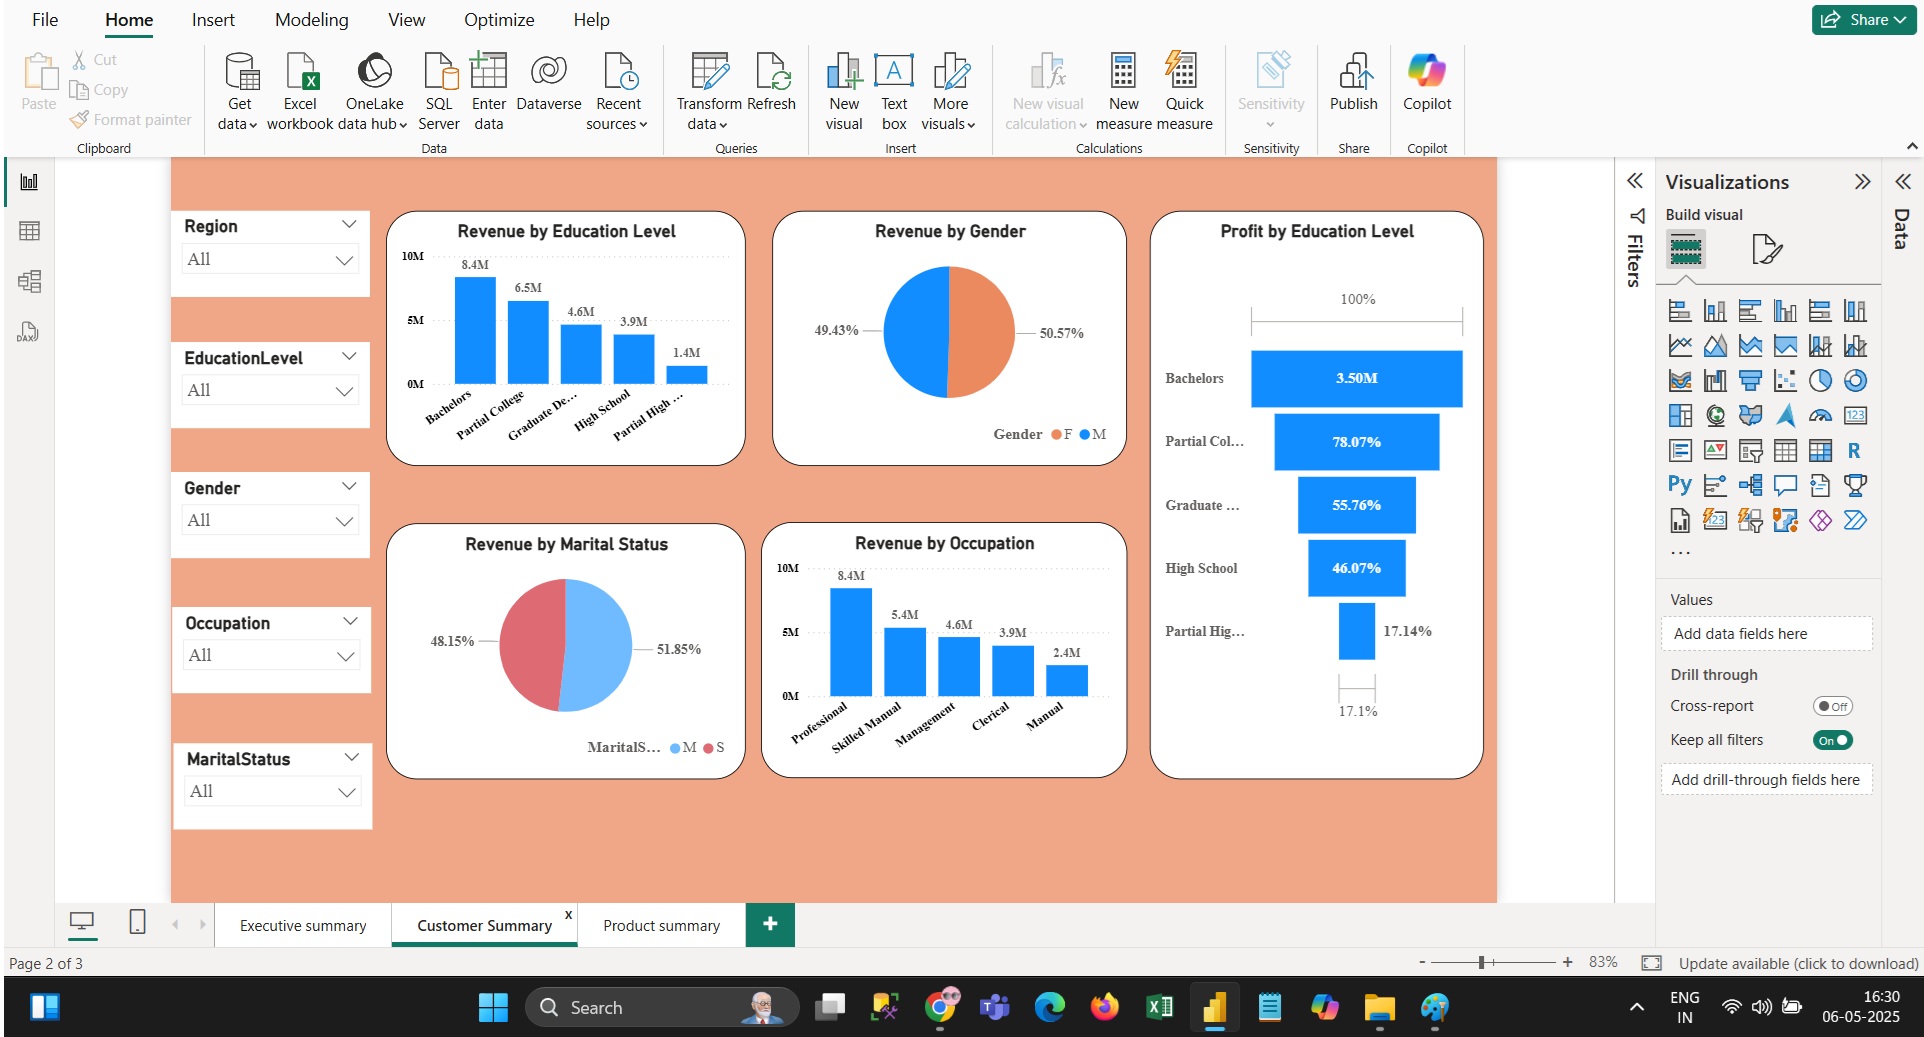 File Home Insert Modeling View Optimize Help Share
Paste
Cut
Copy
Format painter
Clipboard
Get data
Excel workbook
OneLake data hub
SQL Server
Enter data
Dataverse
Recent sources
Data
Transform data
Refresh
Queries
New visual
Text box
More visuals
Insert
New visual calculation
New measure
Quick measure
Calculations
Sensitivity
Sensitivity
Publish
Share
Copilot
Copilot
Region
All
EducationLevel
All
Gender
All
Occupation
All
MaritalStatus
All
Revenue by Education Level
10M
5M
0M
8.4M
6.5M
4.6M
3.9M
1.4M
Bachelors
Partial College
Graduate De...
High School
Partial High ...
Revenue by Gender
49.43%
50.57%
Gender F M
Profit by Education Level
100%
Bachelors 3.50M
Partial Col... 78.07%
Graduate ... 55.76%
High School 46.07%
Partial Hig... 17.14%
17.1%
Revenue by Marital Status
48.15%
51.85%
MaritalS... M S
Revenue by Occupation
10M
5M
0M
8.4M
5.4M
4.6M
3.9M
2.4M
Professional
Skilled Manual
Management
Clerical
Manual
Filters
Visualizations
Build visual
123
R
Py
123
...
Values
Add data fields here
Drill through
Cross-report Off
Keep all filters On
Add drill-through fields here
Data
DAX
Executive summary
Customer Summary x
Product summary
+
Page 2 of 3
- + 83%
Update available (click to download)
Search
ENG
IN
16:30
06-05-2025